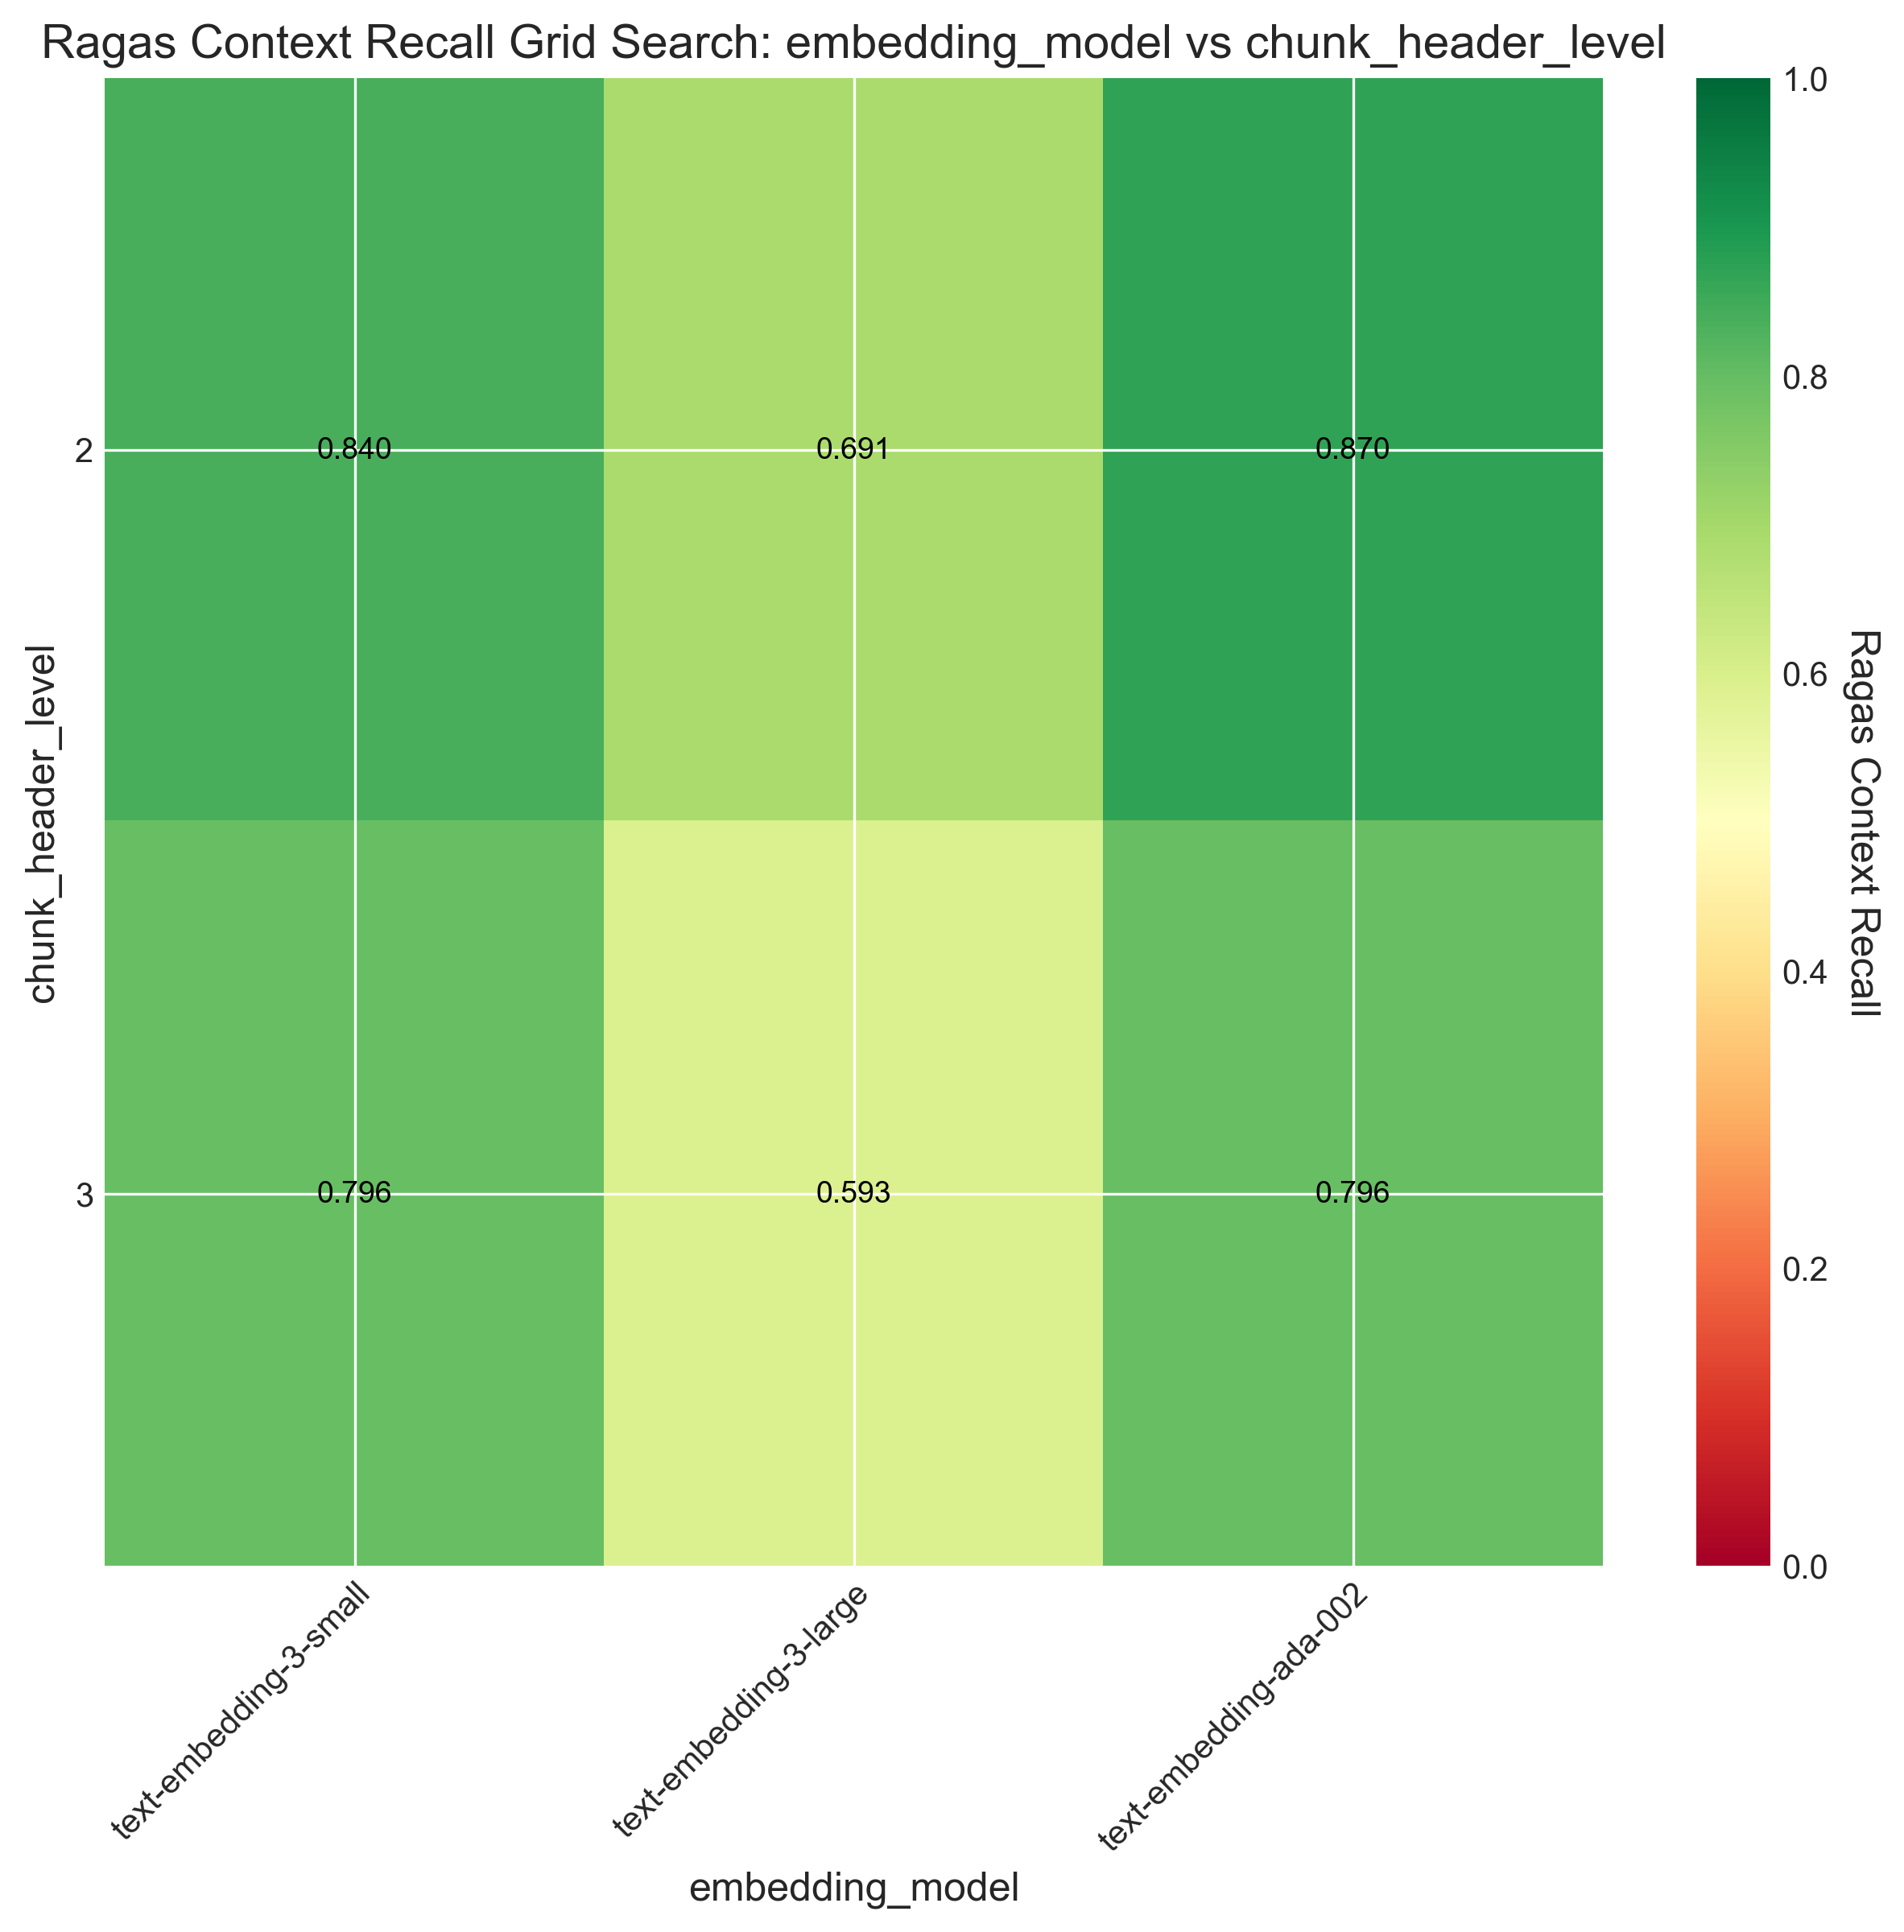 Ragas Context Recall Grid Search: embedding_model vs chunk_header_level
1.0
0.8
0.6
0.4
0.2
0.0
Ragas Context Recall
chunk_header_level
2
0.840
0.691
0.870
3
0.796
0.593
0.796
text-embedding-3-small
text-embedding-3-large
text-embedding-ada-002
embedding_model